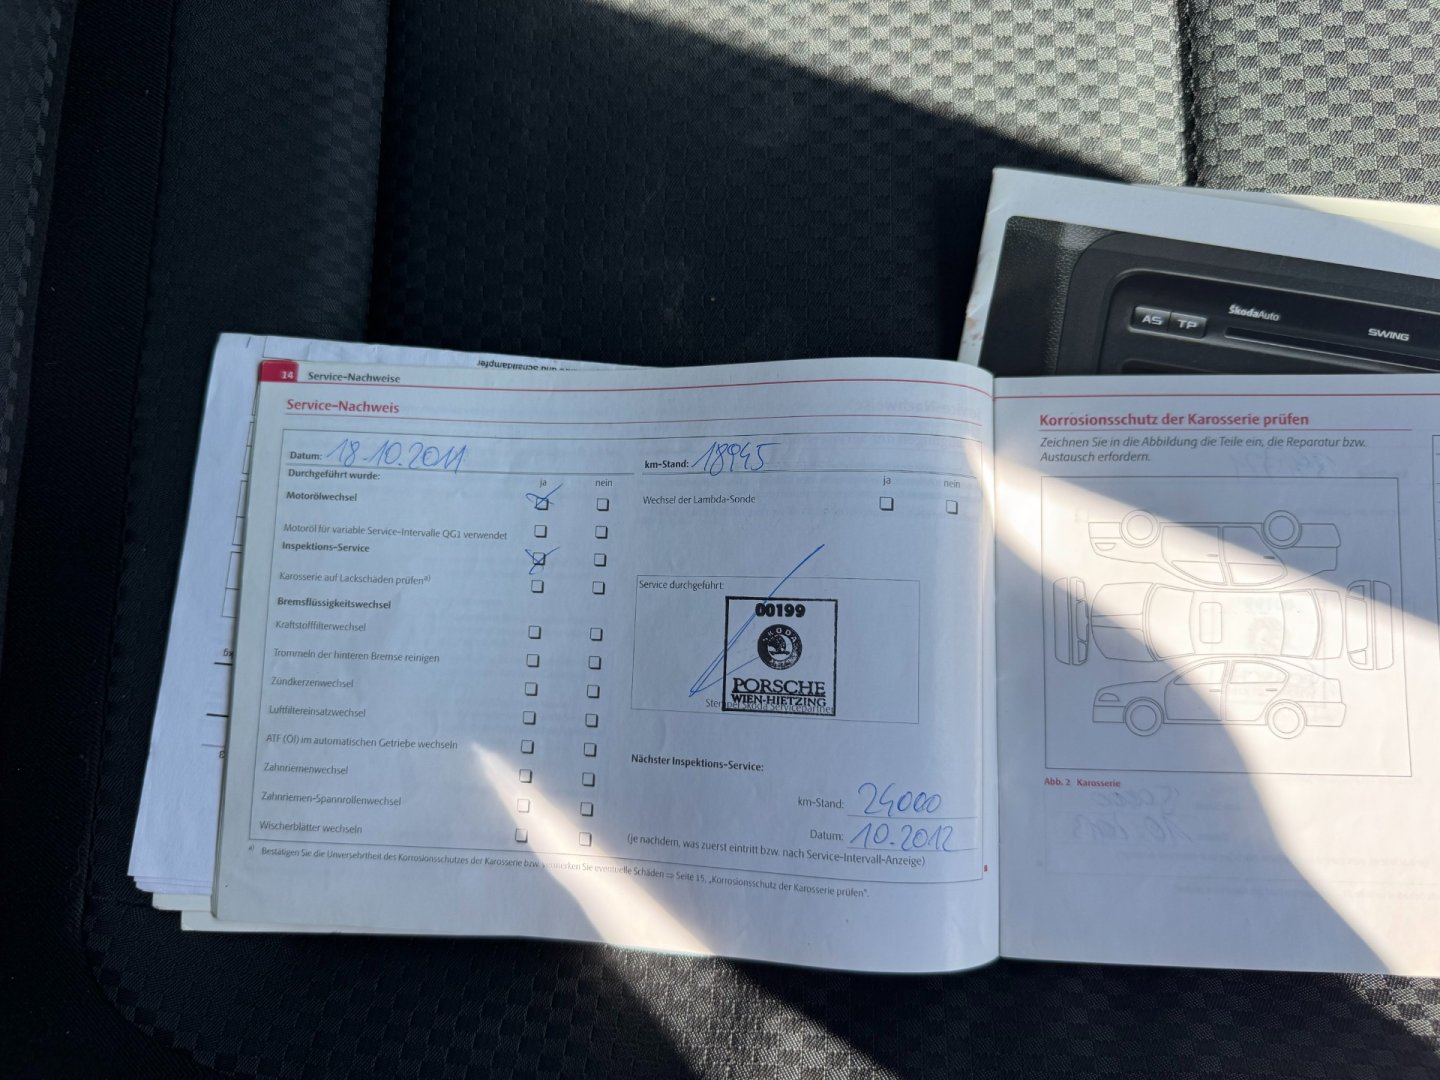 14 Service-Nachweise
Service-Nachweis
Datum: 18.10.2011
km-Stand: 18945
Durchgeführt wurde:
ja nein
ja nein
Motorölwechsel
Wechsel der Lambda-Sonde
Motoröl für variable Service-Intervalle QG1 verwendet
Inspektions-Service
Karosserie auf Lackschäden prüfen a)
Bremsflüssigkeitswechsel
Kraftstofffilterwechsel
Trommeln der hinteren Bremse reinigen
Zündkerzenwechsel
Luftfiltereinsatzwechsel
ATF (Öl) im automatischen Getriebe wechseln
Zahnriemenwechsel
Zahnriemen-Spannrollenwechsel
Wischerblätter wechseln
Service durchgeführt:
00199
SKODA
PORSCHE
WIEN-HIETZING
Stempel Škoda Servicepartner
Nächster Inspektions-Service:
km-Stand: 24000
Datum: 10.2012
(je nachdem, was zuerst eintritt bzw. nach Service-Intervall-Anzeige)
a) Bestätigen Sie die Unversehrtheit des Korrosionsschutzes der Karosserie bzw. vermerken Sie eventuelle Schäden ⇒ Seite 15, „Korrosionsschutz der Karosserie prüfen".
Korrosionsschutz der Karosserie prüfen
Zeichnen Sie in die Abbildung die Teile ein, die Reparatur bzw.
Austausch erfordern.
Abb. 2 Karosserie
AS TP
ŠkodaAuto
SWING